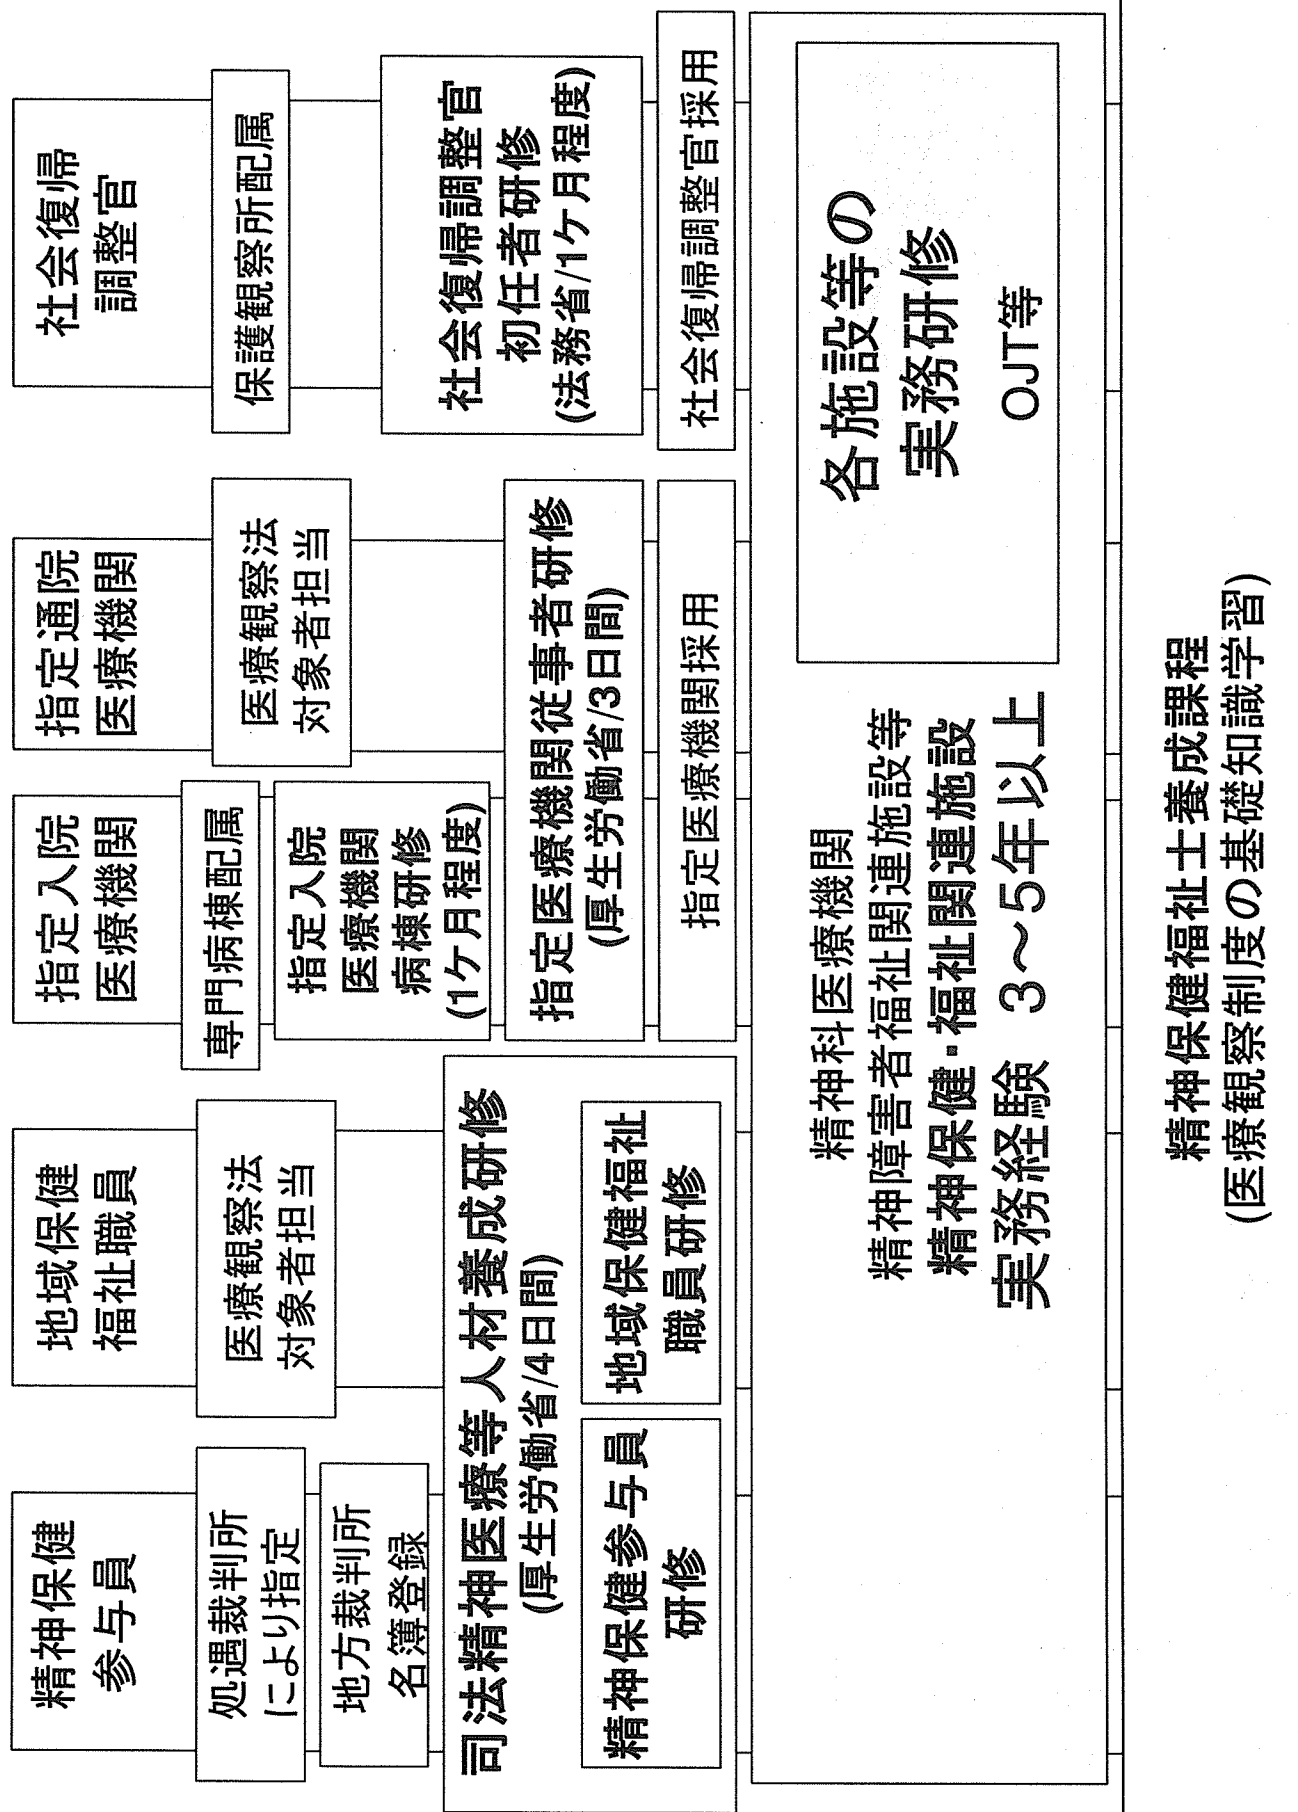 精神保健
参与員
地域保健
福祉職員
指定入院
医療機関
指定通院
医療機関
社会復帰
調整官
処遇裁判所
により指定
地方裁判所
名簿登録
医療観察法
対象者担当
専門病棟配属
指定入院
医療機関
病棟研修
(1ケ月程度)
医療観察法
対象者担当
保護観察所配属
社会復帰調整官
初任者研修
(法務省/1ケ月程度)
司法精神医療等人材養成研修
(厚生労働省/4日間)
精神保健参与員
研修
地域保健福祉
職員研修
指定医療機関従事者研修
(厚生労働省/3日間)
指定医療機関採用
社会復帰調整官採用
精神科医療機関
精神障害者福祉関連施設等
精神保健・福祉関連施設
実務経験 3～5年以上
各施設等の
実務研修
OJT等
精神保健福祉士養成課程
(医療観察制度の基礎知識学習)